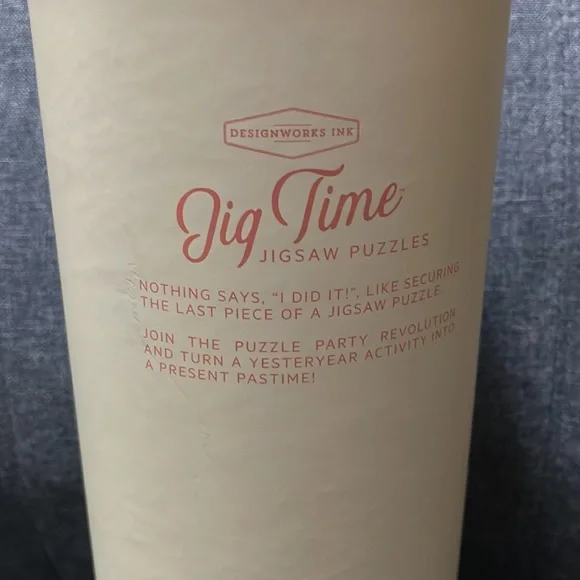 DESIGNWORKS INK
Jig Time™
JIGSAW PUZZLES
NOTHING SAYS, "I DID IT!", LIKE SECURING
THE LAST PIECE OF A JIGSAW PUZZLE.
JOIN THE PUZZLE PARTY REVOLUTION
AND TURN A YESTERYEAR ACTIVITY INTO
A PRESENT PASTIME!